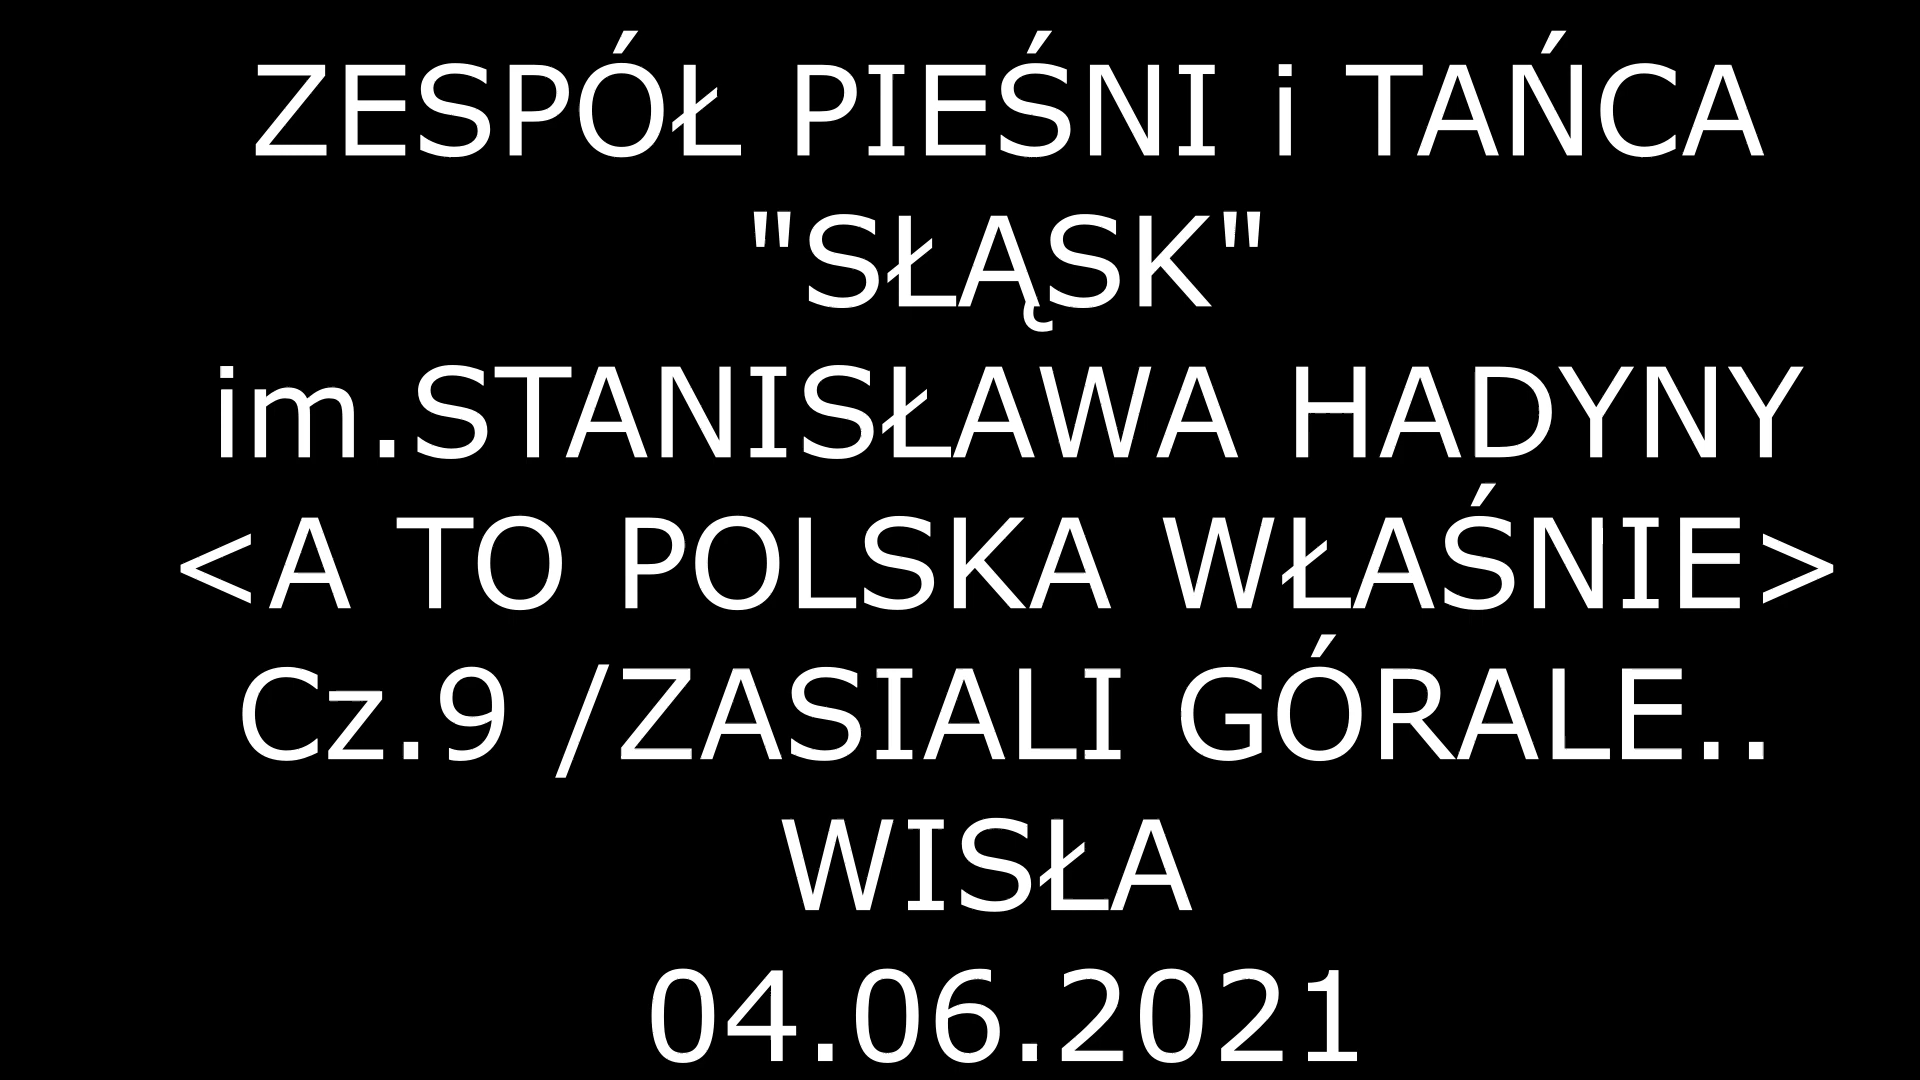 ZESPÓŁ PIEŚNI i TAŃCA
"SŁĄSK"
im.STANISŁAWA HADYNY
<A TO POLSKA WŁAŚNIE>
Cz.9 /ZASIALI GÓRALE..
WISŁA
04.06.2021